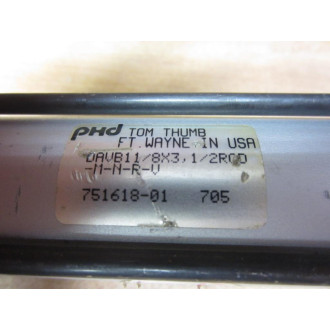 PHD TOM THUMB
FT. WAYNE IN USA
DAVB11/8X3,1/2RCD
-M-N-R-V
751618-01 705